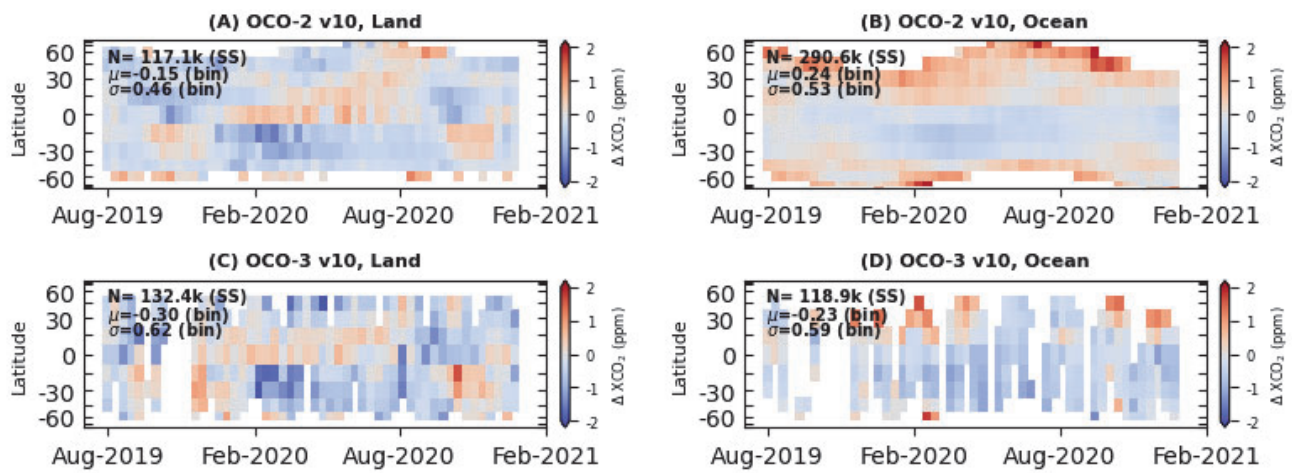 (A) OCO-2 v10, Land
60
30
0
-30
-60
Latitude
N= 117.1k (SS)
μ=-0.15 (bin)
σ=0.46 (bin)
Aug-2019 Feb-2020 Aug-2020 Feb-2021
2
1
0
-1
-2
Δ XCO₂ (ppm)
(B) OCO-2 v10, Ocean
60
30
0
-30
-60
Latitude
N= 290.6k (SS)
μ=0.24 (bin)
σ=0.53 (bin)
Aug-2019 Feb-2020 Aug-2020 Feb-2021
2
1
0
-1
-2
Δ XCO₂ (ppm)
(C) OCO-3 v10, Land
60
30
0
-30
-60
Latitude
N= 132.4k (SS)
μ=-0.30 (bin)
σ=0.62 (bin)
Aug-2019 Feb-2020 Aug-2020 Feb-2021
2
1
0
-1
-2
Δ XCO₂ (ppm)
(D) OCO-3 v10, Ocean
60
30
0
-30
-60
Latitude
N= 118.9k (SS)
μ=-0.23 (bin)
σ=0.59 (bin)
Aug-2019 Feb-2020 Aug-2020 Feb-2021
2
1
0
-1
-2
Δ XCO₂ (ppm)